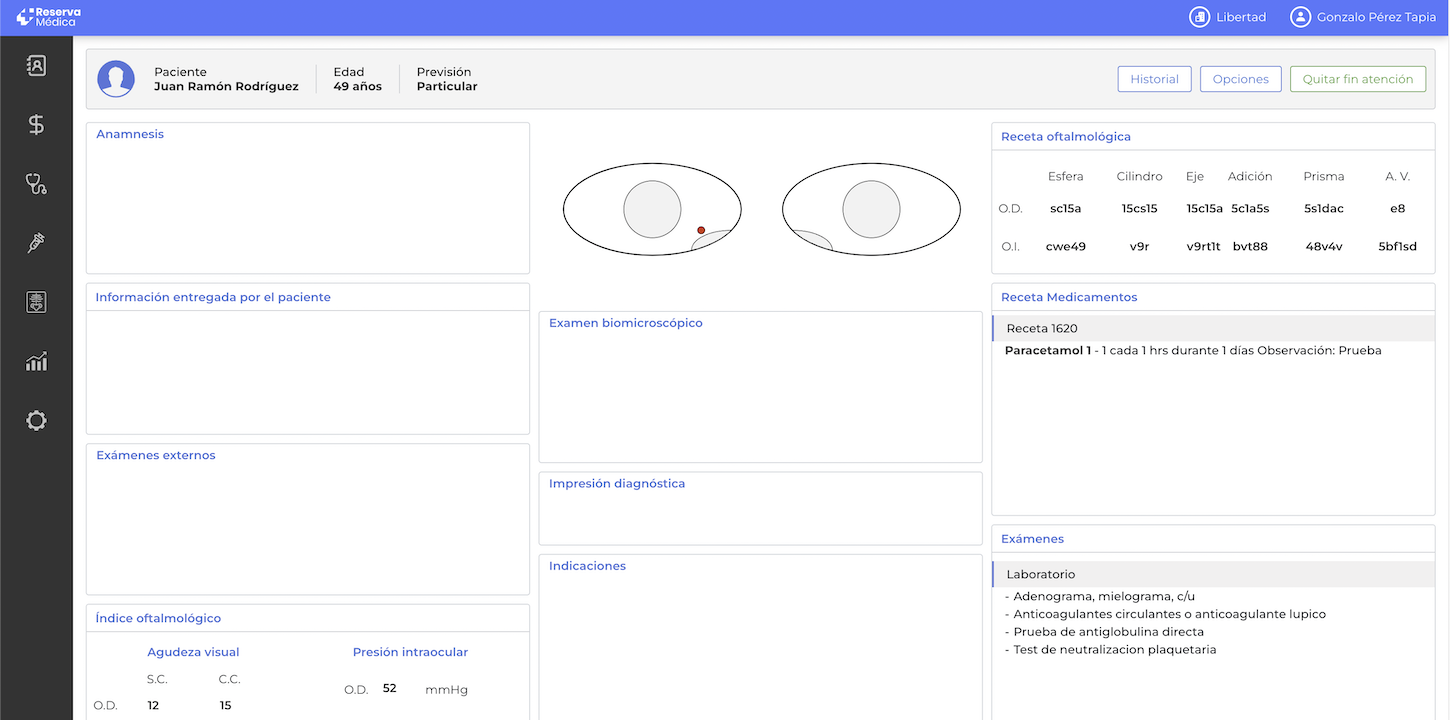 Reserva
Médica
Libertad
Gonzalo Pérez Tapia
Paciente
Juan Ramón Rodríguez
Edad
49 años
Previsión
Particular
Historial
Opciones
Quitar fin atención
Anamnesis
Información entregada por el paciente
Exámenes externos
Índice oftalmológico
Agudeza visual
Presión intraocular
S.C. C.C.
O.D. 52 mmHg
O.D. 12 15
Examen biomicroscópico
Impresión diagnóstica
Indicaciones
Receta oftalmológica
Esfera Cilindro Eje Adición Prisma A. V.
O.D. sc15a 15cs15 15c15a 5c1a5s 5s1dac e8
O.I. cwe49 v9r v9rt1t bvt88 48v4v 5bf1sd
Receta Medicamentos
Receta 1620
Paracetamol 1 - 1 cada 1 hrs durante 1 días Observación: Prueba
Exámenes
Laboratorio
- Adenograma, mielograma, c/u
- Anticoagulantes circulantes o anticoagulante lupico
- Prueba de antiglobulina directa
- Test de neutralizacion plaquetaria